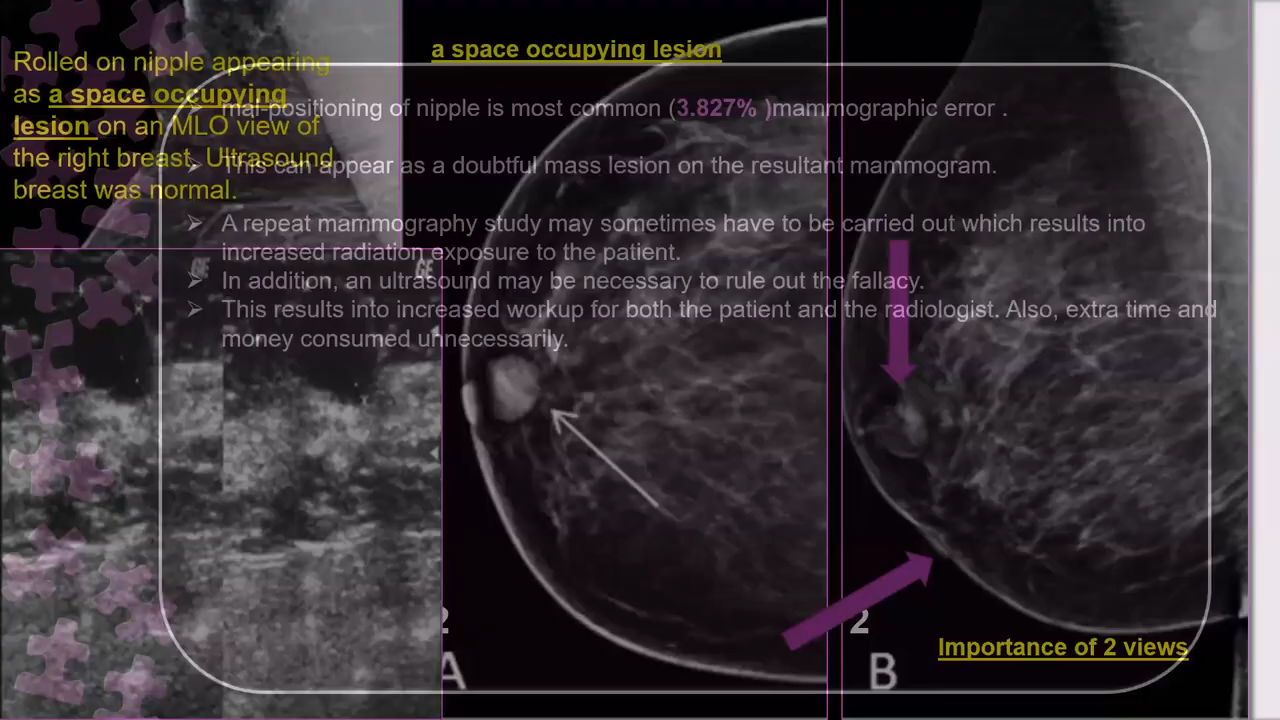 Rolled on nipple appearing
as a space occupying
lesion on an MLO view of
the right breast. Ultrasound
breast was normal.
a space occupying lesion
➢ mal-positioning of nipple is most common (3.827% )mammographic error .
➢ This can appear as a doubtful mass lesion on the resultant mammogram.
➢ A repeat mammography study may sometimes have to be carried out which results into
increased radiation exposure to the patient.
➢ In addition, an ultrasound may be necessary to rule out the fallacy.
➢ This results into increased workup for both the patient and the radiologist. Also, extra time and
money consumed unnecessarily.
2
A
2
B
Importance of 2 views